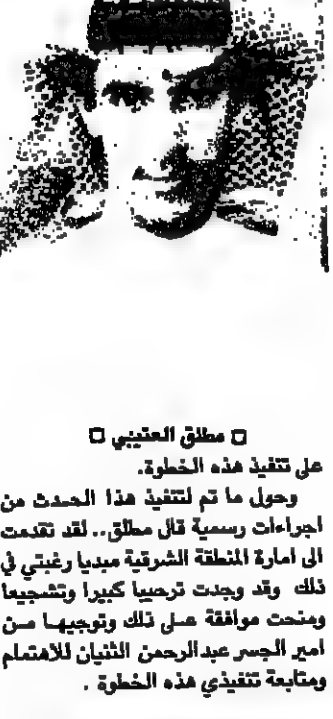 □ مطلق العتيبي □
على تنفيذ هذه الخطوة.
وحول ما تم لتنفيذ هذا الحدث من
اجراءات رسمية قال مطلق.. لقد تقدمت
الى امارة المنطقة الشرقية مبديا رغبتي في
ذلك وقد وجدت ترحيبا كبيرا وتشجيعا
ومنحت موافقة على ذلك وتوجيها من
امير الجسر عبدالرحمن الثنيان للاهتمام
ومتابعة تنفيذي هذه الخطوة .